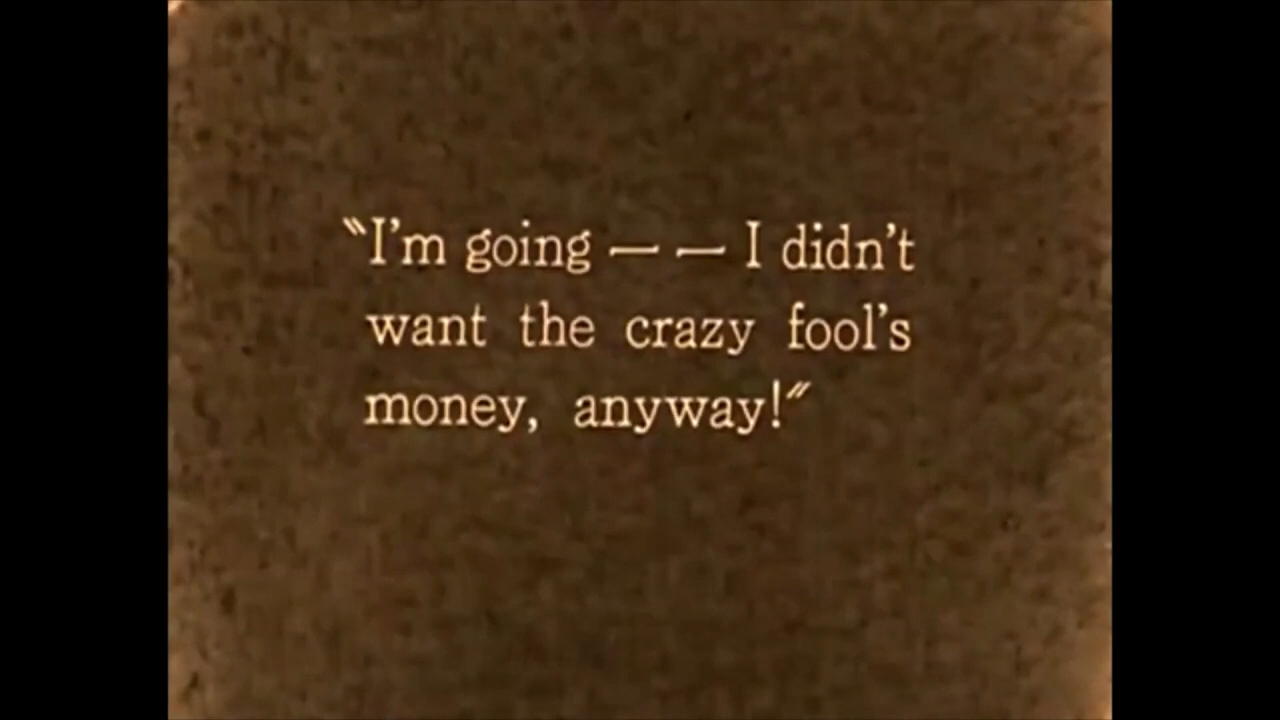 "I'm going — — I didn't
want the crazy fool's
money, anyway!"